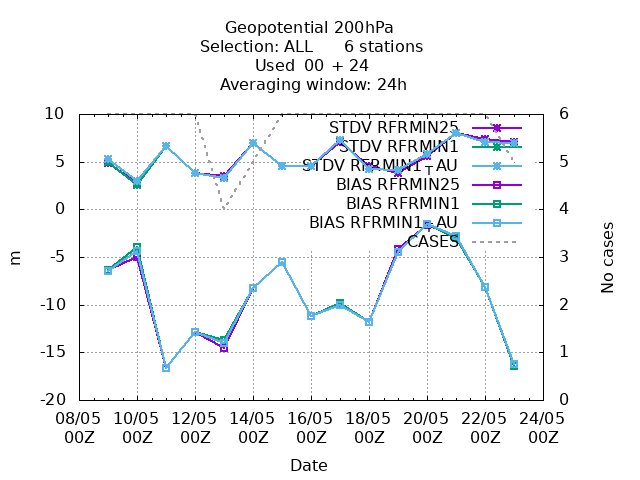 Geopotential 200hPa
Selection: ALL 6 stations
Used 00 + 24
Averaging window: 24h
10
5
0
-5
-10
-15
-20
m
6
5
4
3
2
1
0
No cases
STDV RFRMIN25
STDV RFRMIN1
STDV RFRMIN1_TAU
BIAS RFRMIN25
BIAS RFRMIN1
BIAS RFRMIN1_TAU
CASES
08/05 10/05 12/05 14/05 16/05 18/05 20/05 22/05 24/05
00Z 00Z 00Z 00Z 00Z 00Z 00Z 00Z 00Z
Date